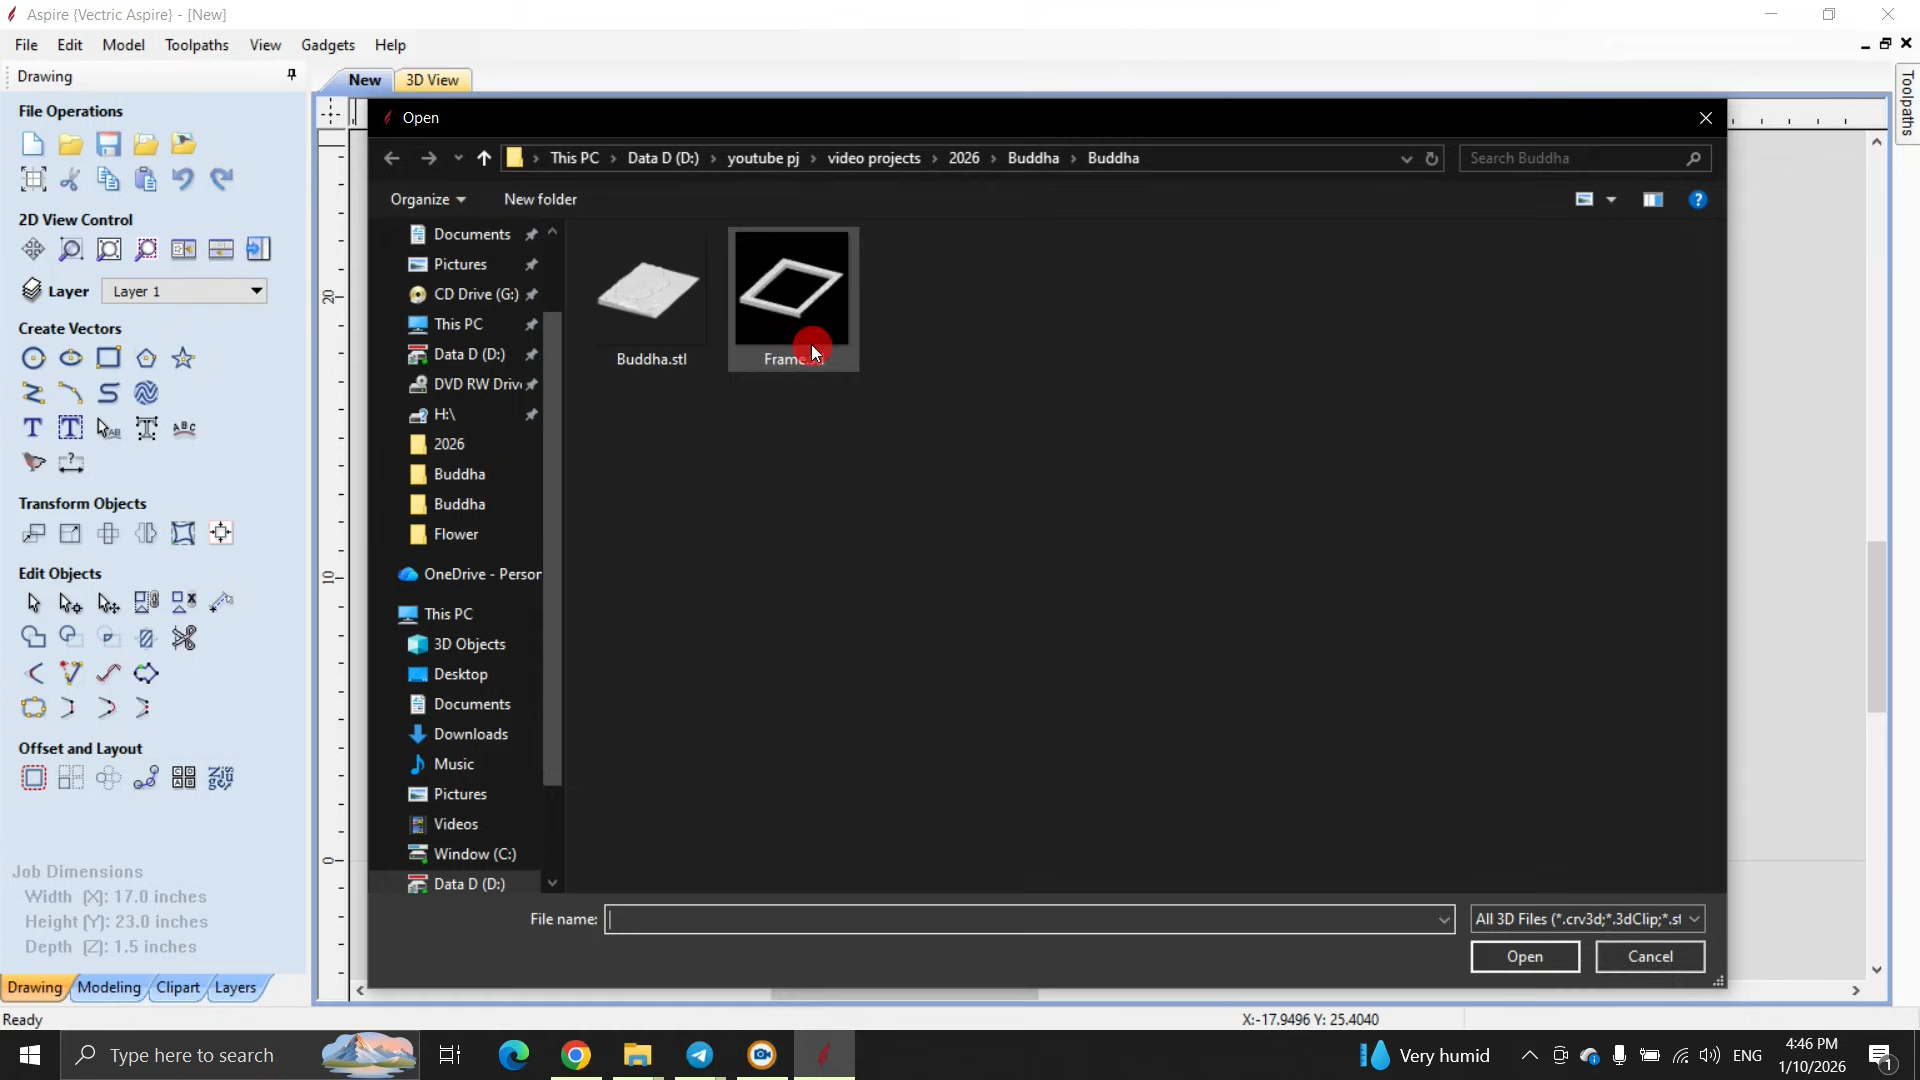 Aspire {Vectric Aspire} - [New]
File Edit Model Toolpaths View Gadgets Help
Drawing
New 3D View
Toolpaths
File Operations
2D View Control
Layer Layer 1
Create Vectors
Transform Objects
Edit Objects
Offset and Layout
Job Dimensions
Width (X): 17.0 inches
Height (Y): 23.0 inches
Depth (Z): 1.5 inches
Drawing Modeling Clipart Layers
Ready
20
10
0
Open
This PC › Data D (D:) › youtube pj › video projects › 2026 › Buddha › Buddha
Search Buddha
Organize New folder
Documents
Pictures
CD Drive (G:)
This PC
Data D (D:)
DVD RW Driv
H:\
2026
Buddha
Buddha
Flower
OneDrive - Person
This PC
3D Objects
Desktop
Documents
Downloads
Music
Pictures
Videos
Window (C:)
Data D (D:)
Buddha.stl
File name:
All 3D Files (*.crv3d;*.3dClip;*.st
Open Cancel
X:-17.9496 Y: 25.4040
Type here to search
Very humid
ENG
4:46 PM
1/10/2026
1